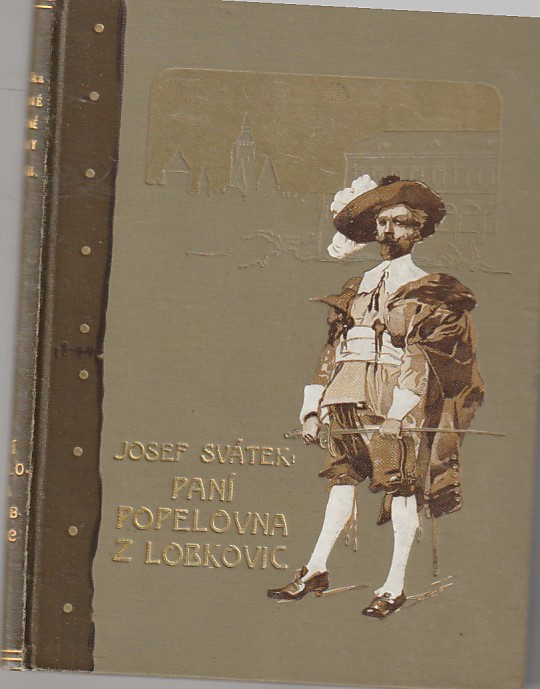 JOSEF SVÁTEK:
PANÍ
POPELOVNA
Z LOBKOVIC